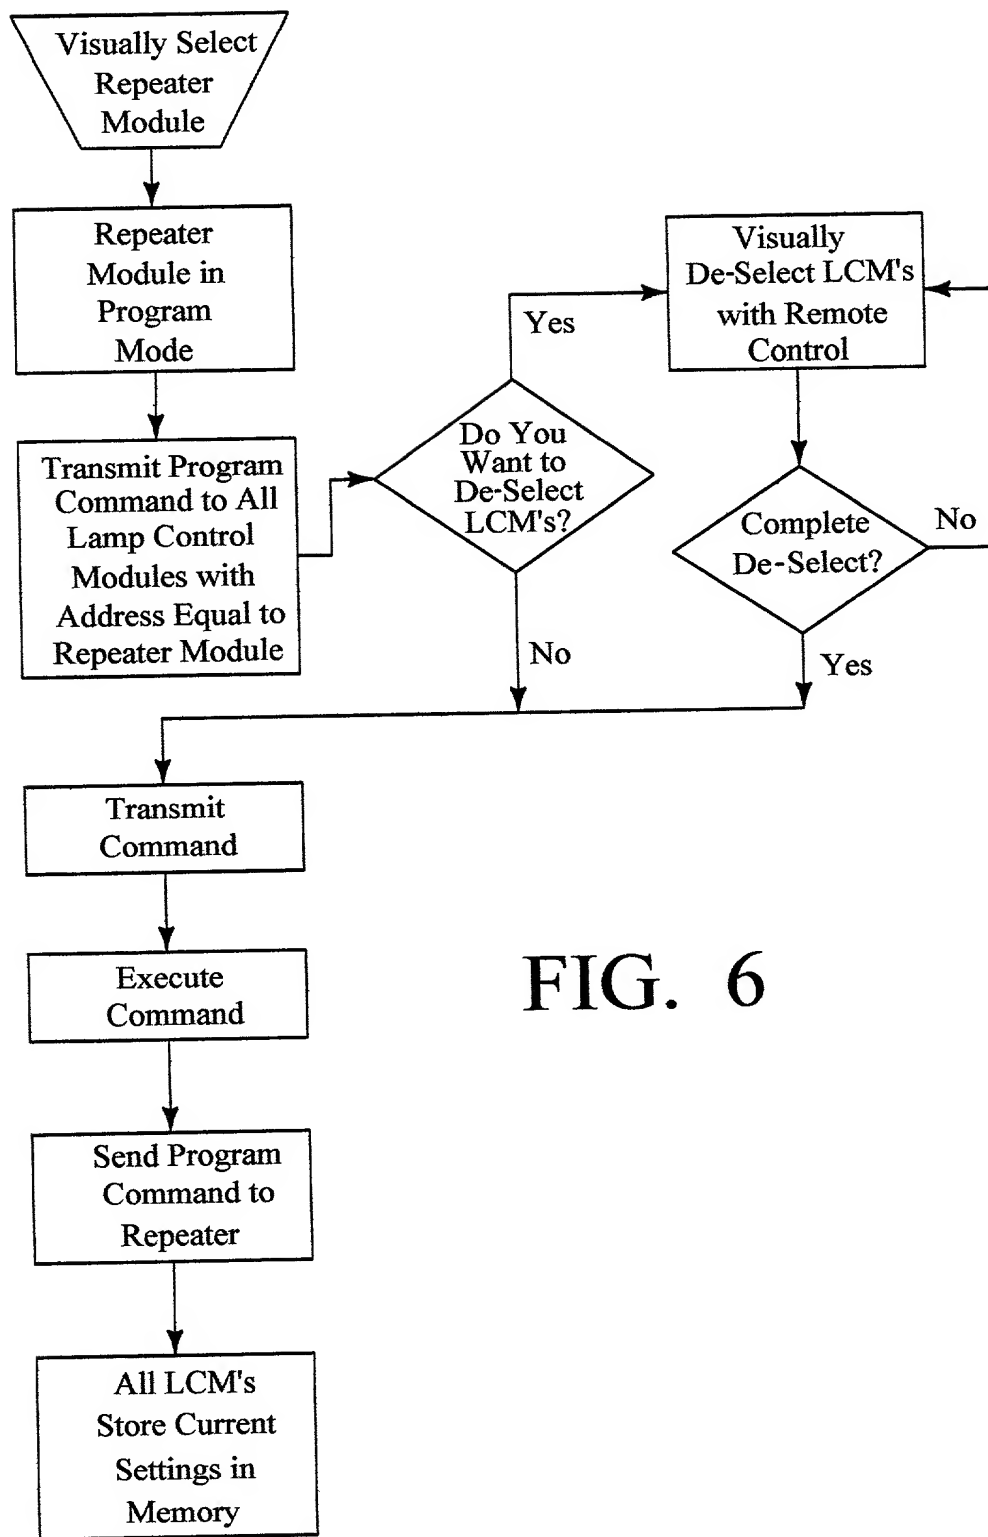 Visually Select
Repeater
Module
Repeater
Module in
Program
Mode
Transmit Program
Command to All
Lamp Control
Modules with
Address Equal to
Repeater Module
Do You
Want to
De-Select
LCM's?
Yes
No
Visually
De-Select LCM's
with Remote
Control
Complete
De-Select?
No
Yes
Transmit
Command
Execute
Command
Send Program
Command to
Repeater
All LCM's
Store Current
Settings in
Memory
FIG. 6